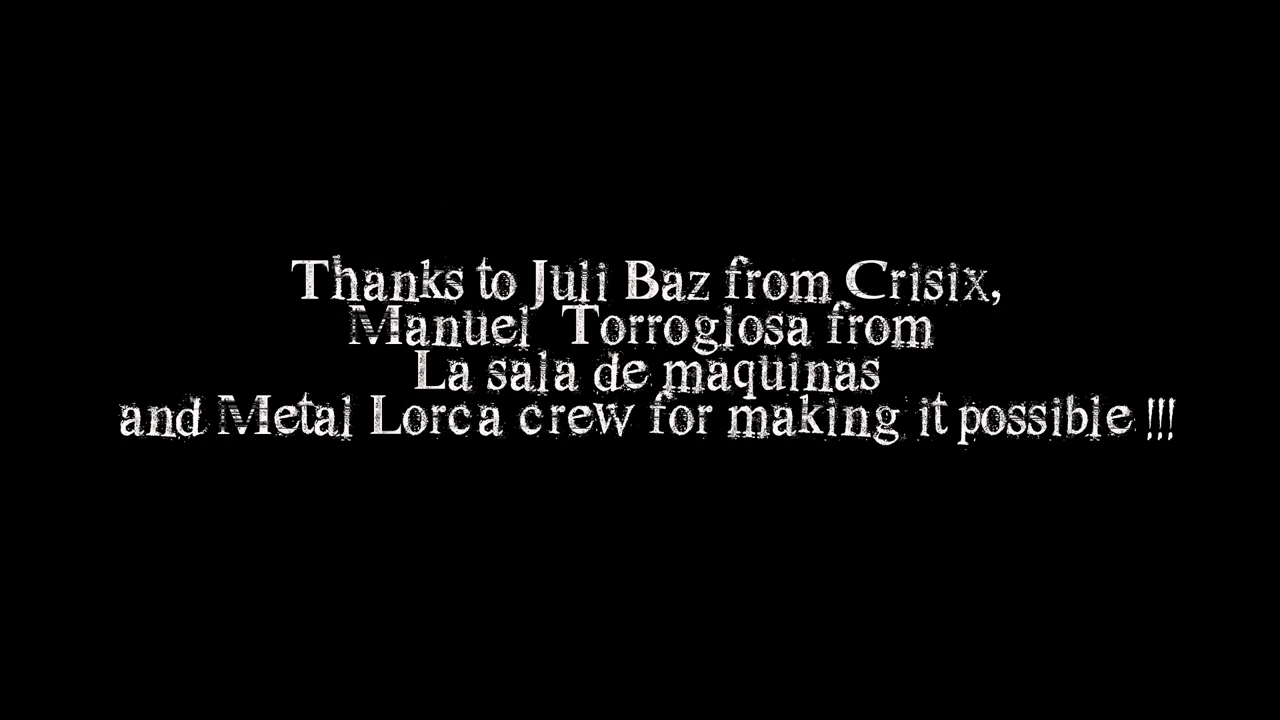 Thanks to Juli Baz from Crisix,
Manuel Torroglosa from
La sala de maquinas
and Metal Lorca crew for making it possible !!!